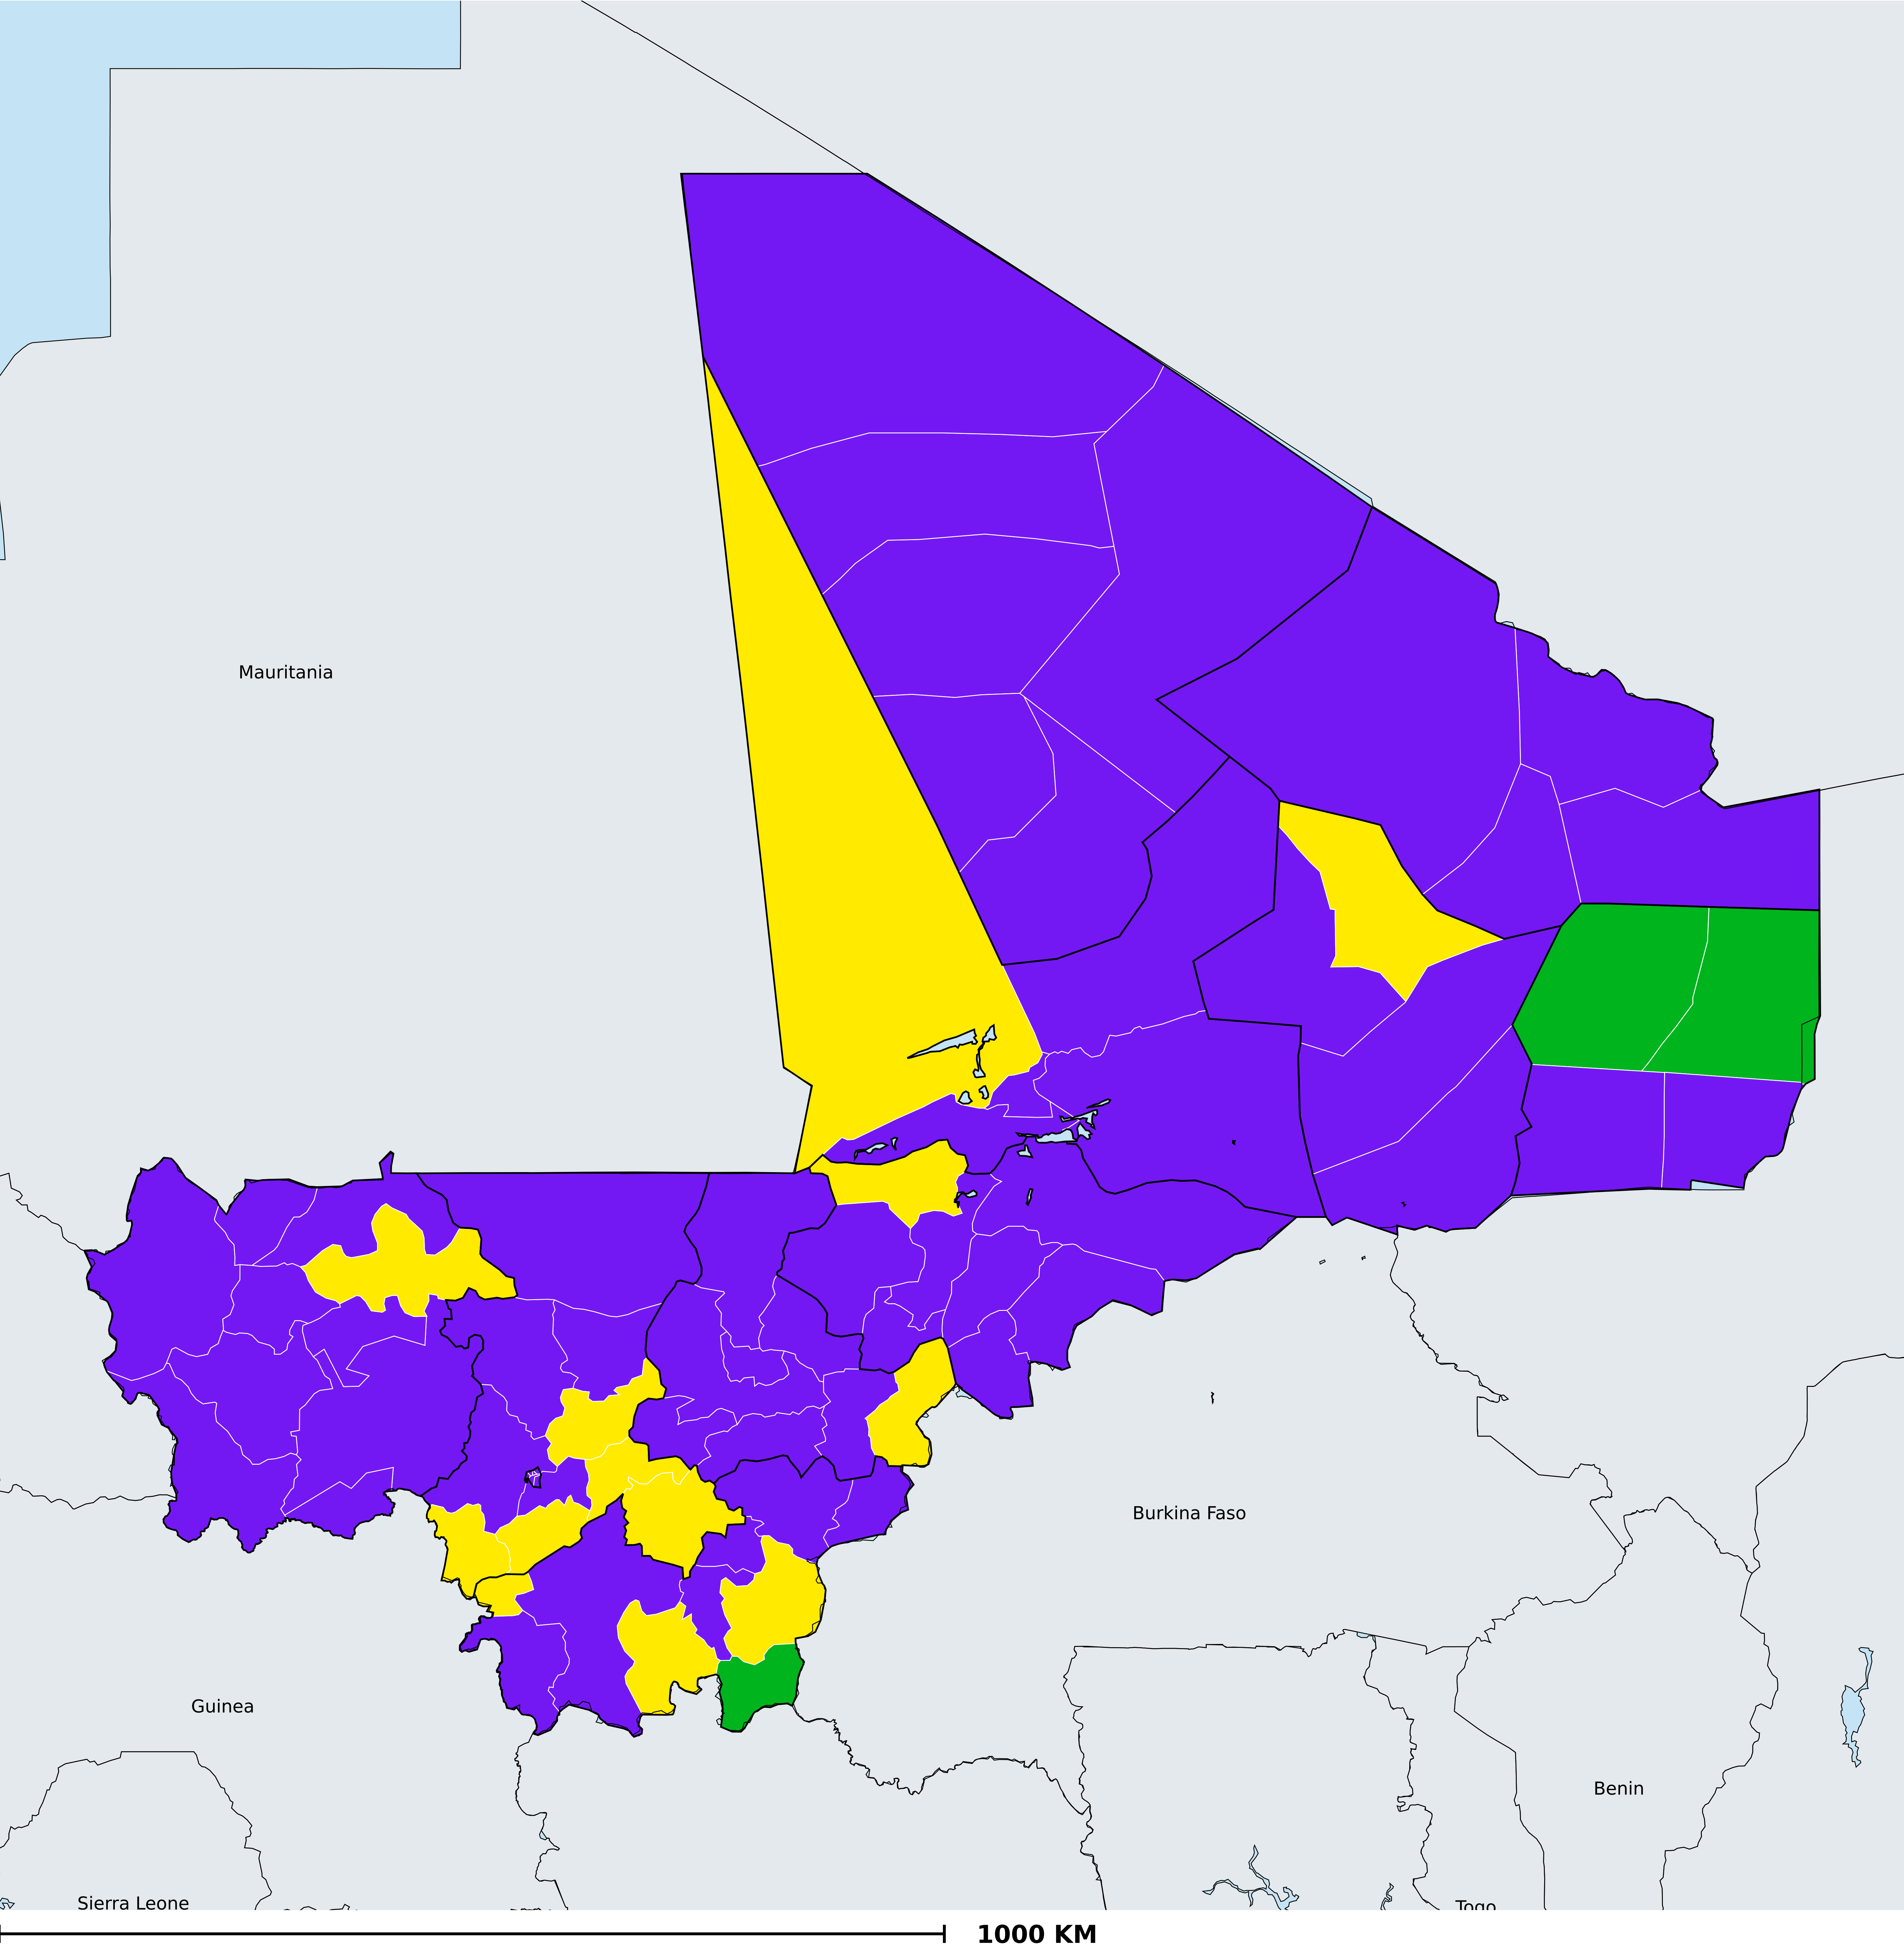 Mauritania
Burkina Faso
Guinea
Benin
Sierra Leone
Togo
1000 KM